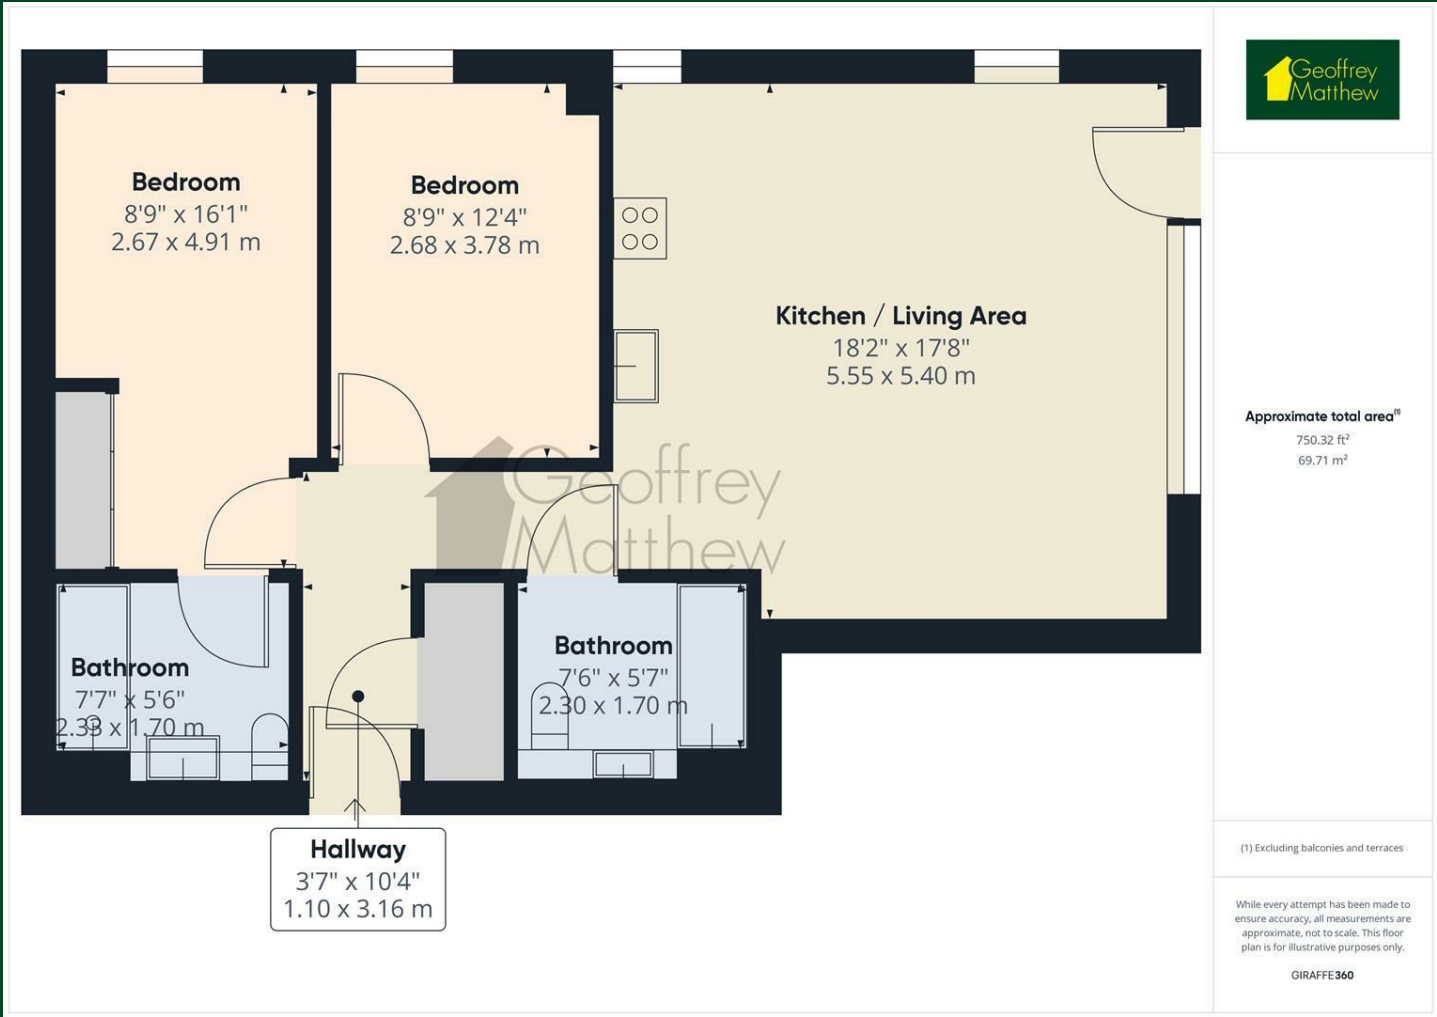 Bedroom
8'9" x 16'1"
2.67 x 4.91 m
Bedroom
8'9" x 12'4"
2.68 x 3.78 m
Kitchen / Living Area
18'2" x 17'8"
5.55 x 5.40 m
Geoffrey
Matthew
Bathroom
7'7" x 5'6"
2.33 x 1.70 m
Bathroom
7'6" x 5'7"
2.30 x 1.70 m
Hallway
3'7" x 10'4"
1.10 x 3.16 m
Geoffrey
Matthew
Approximate total area⁽¹⁾
750.32 ft²
69.71 m²
(1) Excluding balconies and terraces
While every attempt has been made to
ensure accuracy, all measurements are
approximate, not to scale. This floor
plan is for illustrative purposes only.
GIRAFFE360